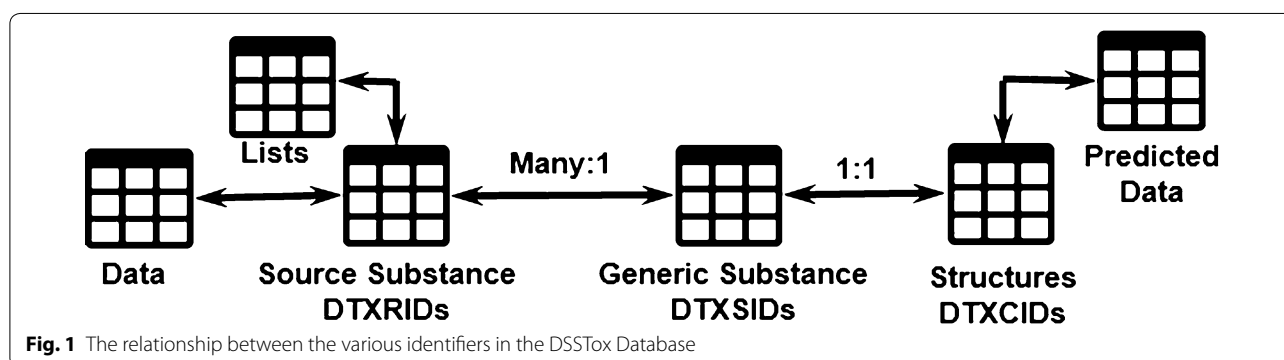 Lists
Many:1
1:1
Predicted
Data
Data
Source Substance
DTXRIDs
Generic Substance
DTXSIDs
Structures
DTXCIDs
Fig. 1 The relationship between the various identifiers in the DSSTox Database